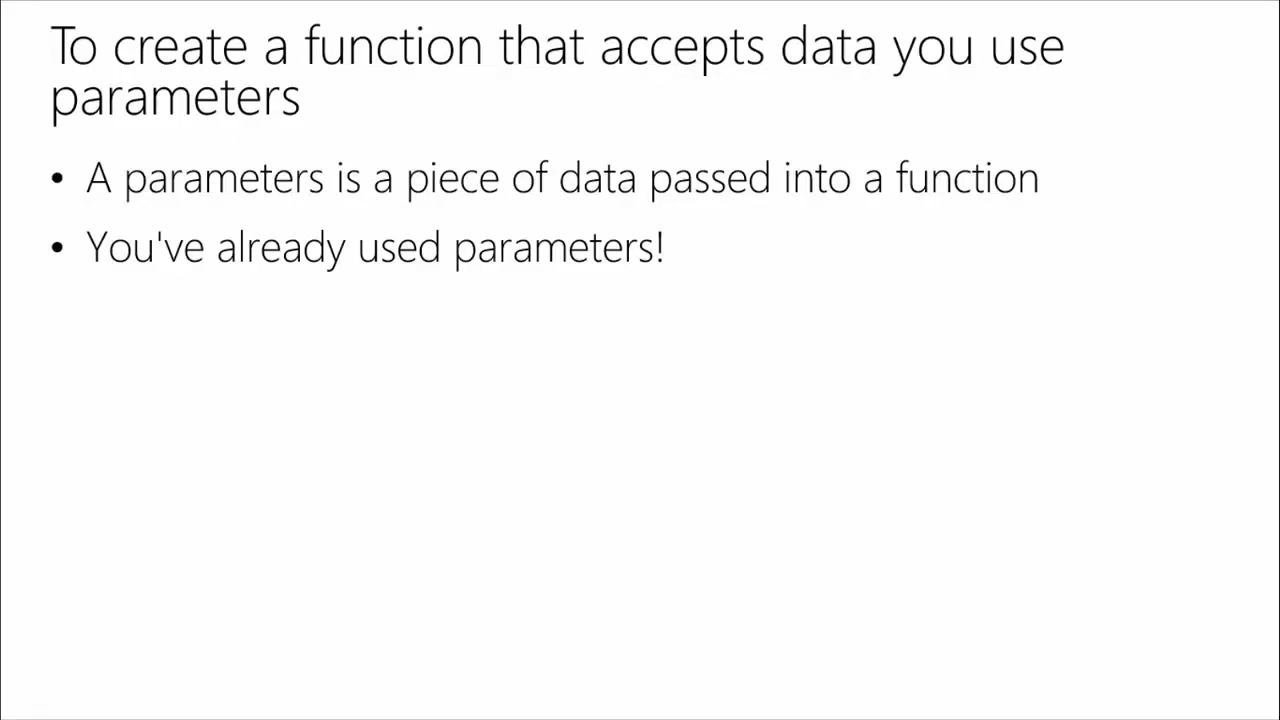 To create a function that accepts data you use
parameters
• A parameters is a piece of data passed into a function
• You've already used parameters!